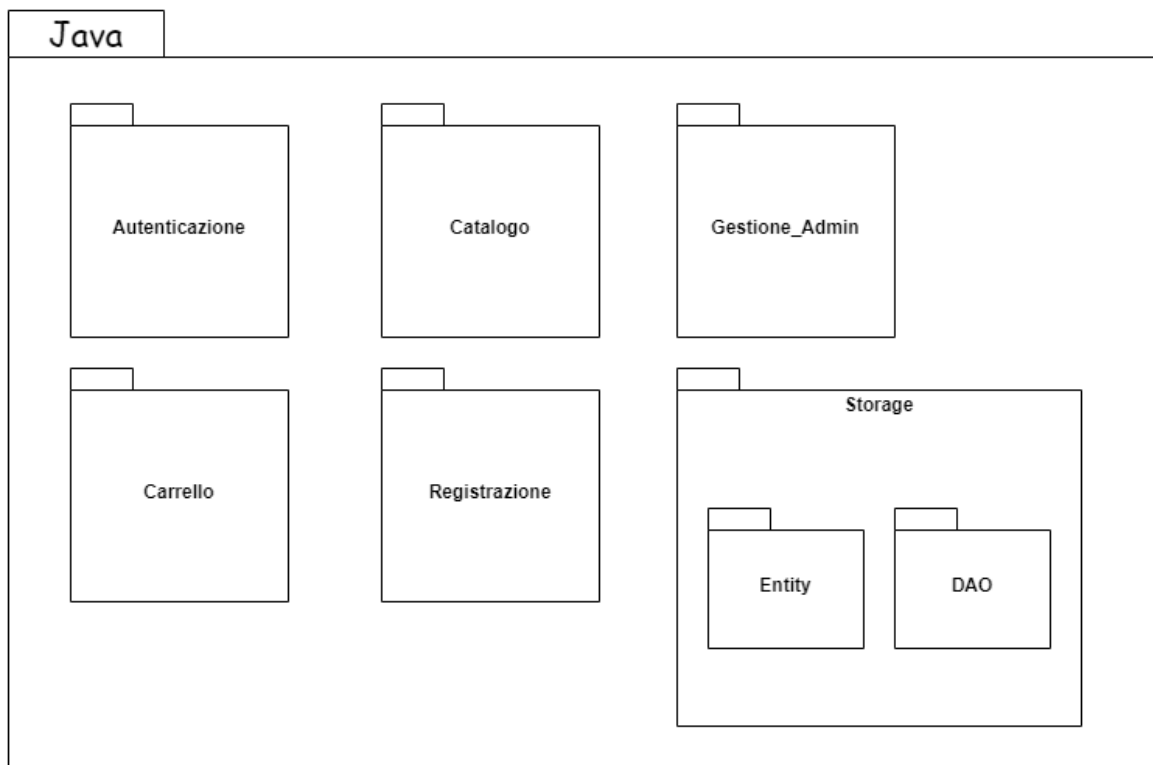 Java
Autenticazione
Catalogo
Gestione_Admin
Carrello
Registrazione
Storage
Entity
DAO